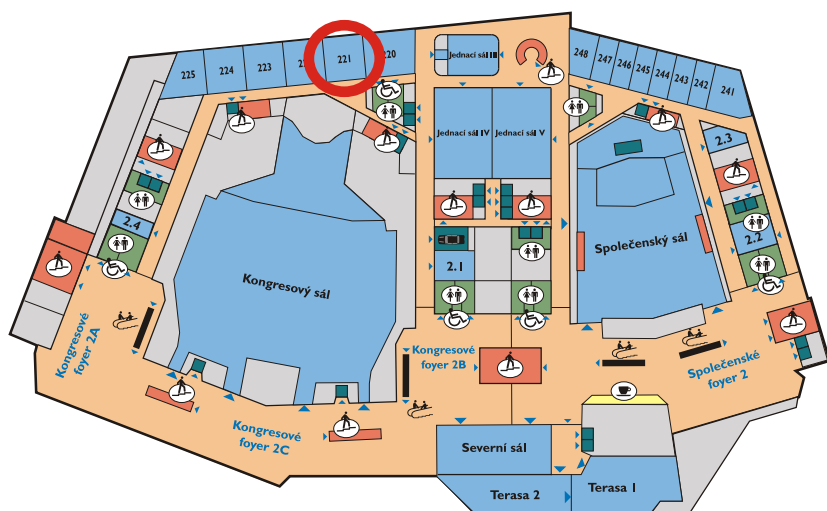 225
224
223
221
220
Jednací sál III
248
247
246
245
244
243
242
241
Jednací sál IV
Jednací sál V
2.3
2.4
2.2
2.1
Společenský sál
Kongresový sál
Kongresové
foyer 2A
Kongresové
foyer 2B
Společenské
foyer 2
Kongresové
foyer 2C
Severní sál
Terasa 2
Terasa 1